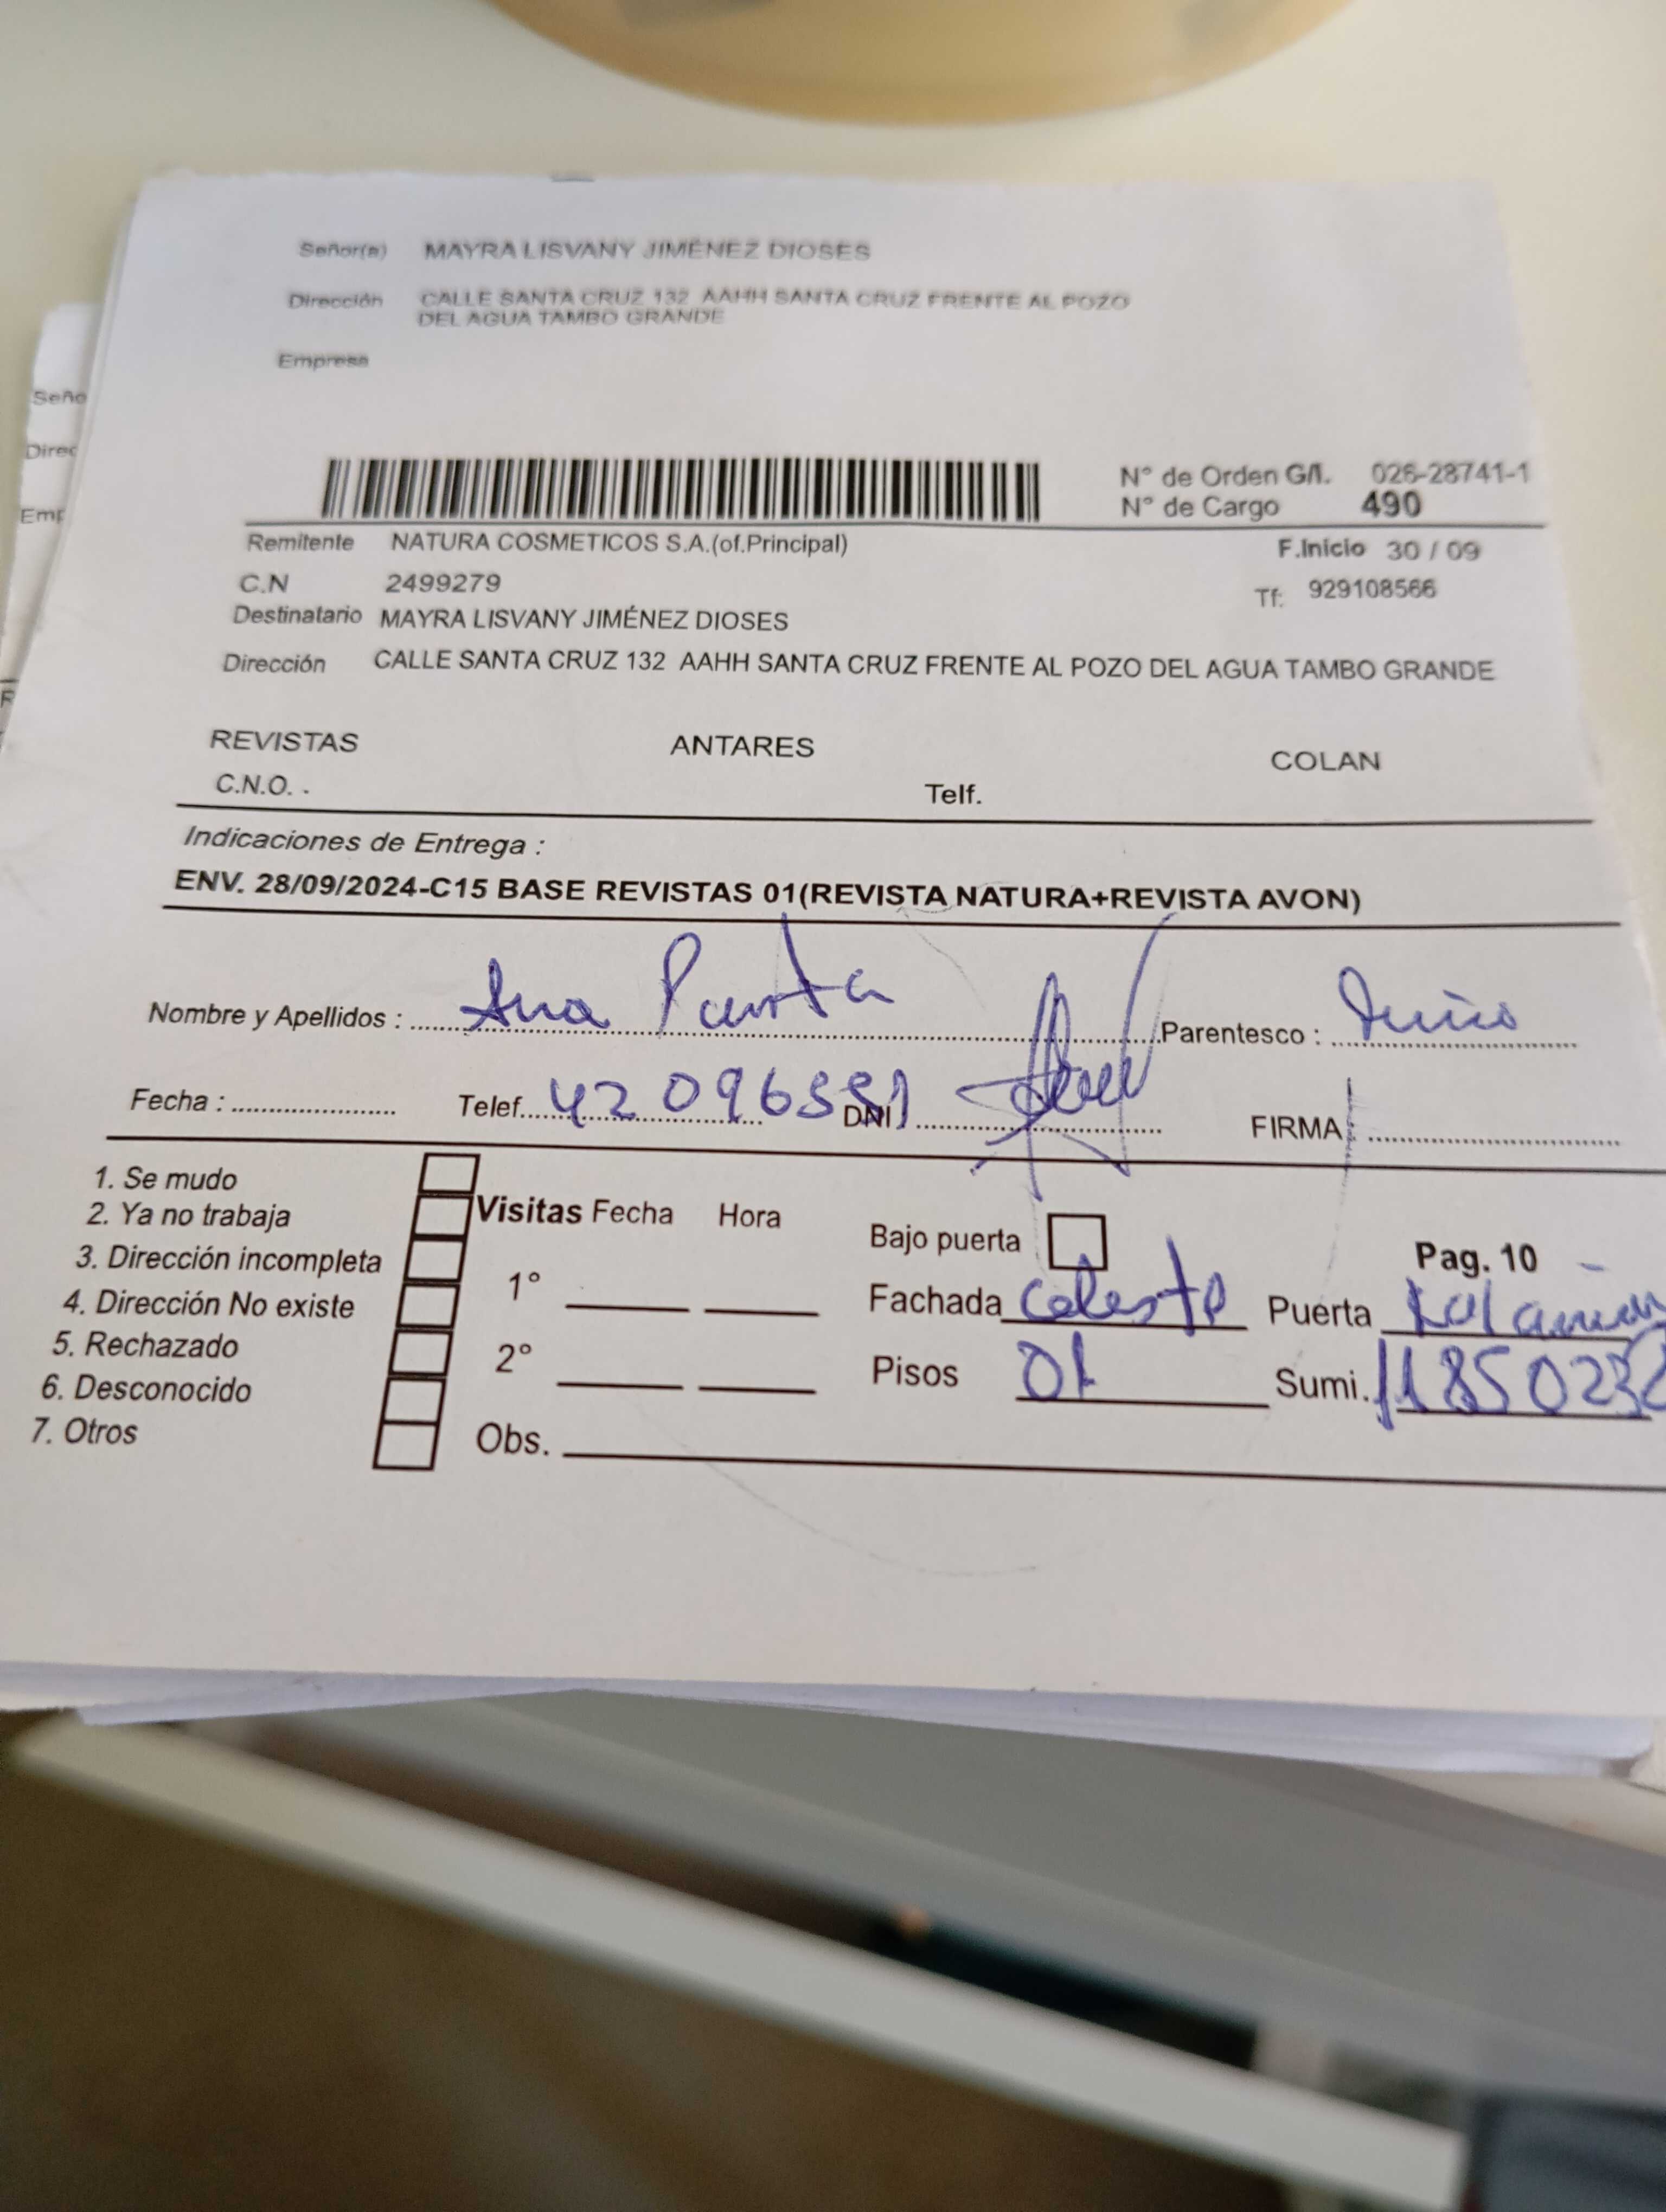 Señor(a) MAYRA LISVANY JIMÉNEZ DIOSES
Dirección CALLE SANTA CRUZ 132 AAHH SANTA CRUZ FRENTE AL POZO
DEL AGUA TAMBO GRANDE
Empresa
Seño
Direc
Emp
N° de Orden G/I. 026-28741-1
N° de Cargo 490
Remitente NATURA COSMETICOS S.A.(of.Principal) F.Inicio 30 / 09
C.N 2499279 Tf: 929108566
Destinatario MAYRA LISVANY JIMÉNEZ DIOSES
Dirección CALLE SANTA CRUZ 132 AAHH SANTA CRUZ FRENTE AL POZO DEL AGUA TAMBO GRANDE
REVISTAS ANTARES COLAN
C.N.O. . Telf.
Indicaciones de Entrega :
ENV. 28/09/2024-C15 BASE REVISTAS 01(REVISTA NATURA+REVISTA AVON)
Nombre y Apellidos : Ana Parentesco :
Fecha : Telef. DNI FIRMA :
1. Se mudo
2. Ya no trabaja Visitas Fecha Hora Bajo puerta Pag. 10
3. Dirección incompleta
4. Dirección No existe 1° Fachada Celeste Puerta
5. Rechazado 2° Pisos 01 Sumi.
6. Desconocido
7. Otros Obs.